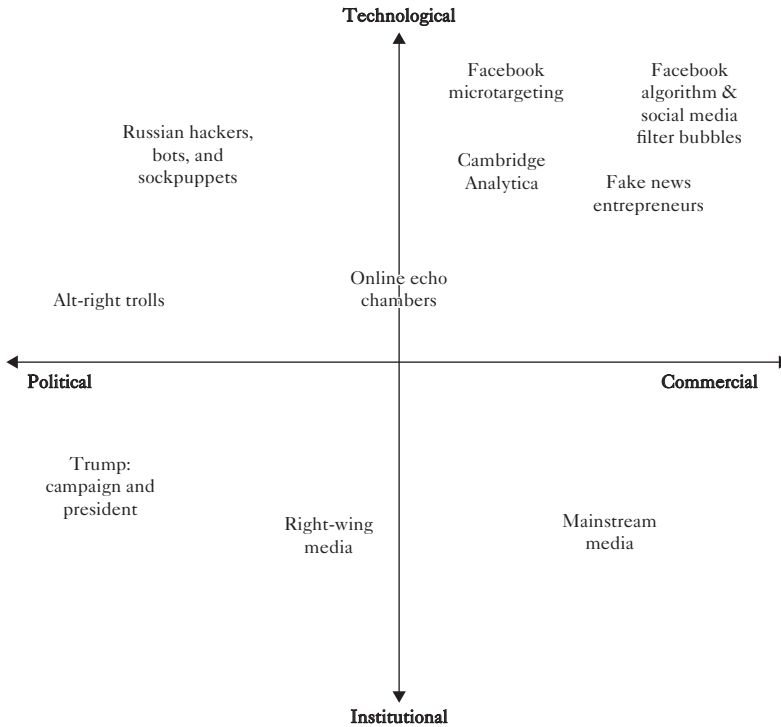 Technological
Facebook
microtargeting
Facebook
algorithm &
social media
filter bubbles
Russian hackers,
bots, and
sockpuppets
Cambridge
Analytica
Fake news
entrepreneurs
Online echo
chambers
Alt-right trolls
Political
Commercial
Trump:
campaign and
president
Right-wing
media
Mainstream
media
Institutional